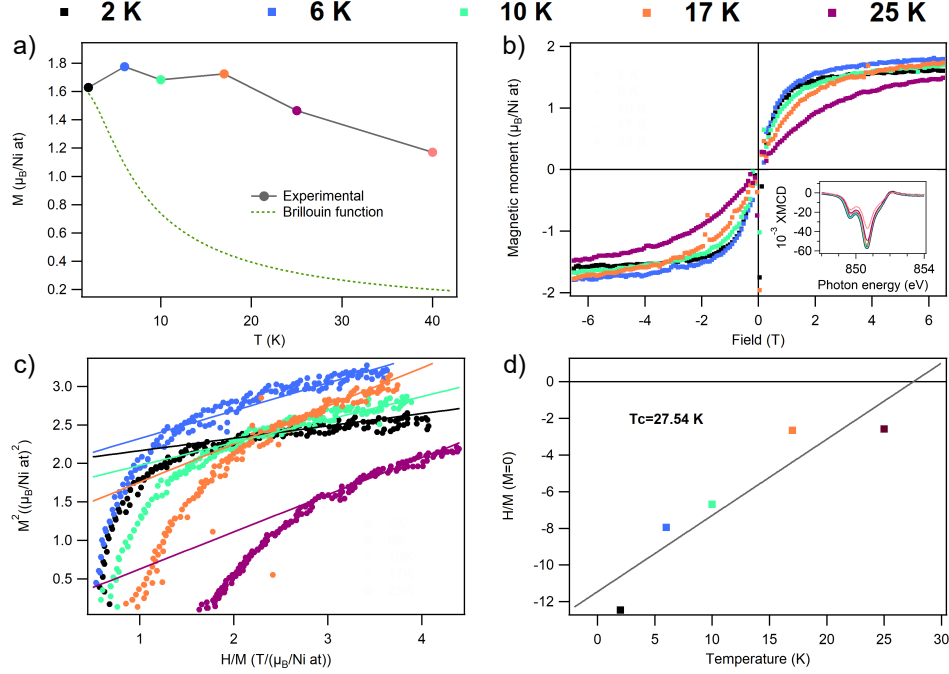 2 K 6 K 10 K 17 K 25 K
a)
M (μB/Ni at)
1.8
1.6
1.4
1.2
1.0
0.8
0.6
0.4
0.2
Experimental
Brillouin function
10 20 30 40
T (K)
b)
Magnetic moment (μB/Ni at)
2
1
0
-1
-2
10⁻³ XMCD
0
-20
-40
-60
850 854
Photon energy (eV)
-6 -4 -2 0 2 4 6
Field (T)
c)
M²((μB/Ni at)²)
3.0
2.5
2.0
1.5
1.0
0.5
1 2 3 4
H/M (T/(μB/Ni at))
d)
H/M (M=0)
0
-2
-4
-6
-8
-10
-12
Tc=27.54 K
0 5 10 15 20 25 30
Temperature (K)